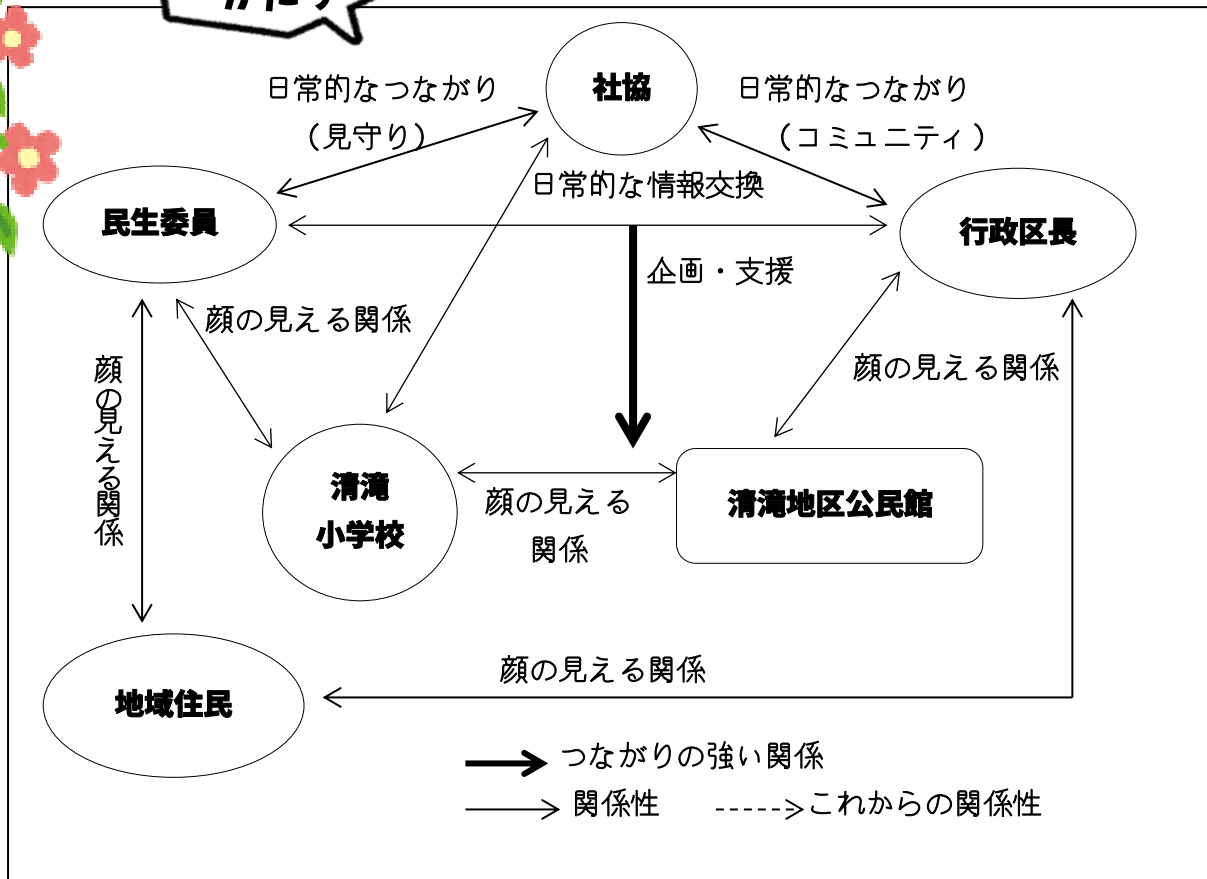 社協
日常的なつながり
(見守り)
日常的なつながり
(コミュニティ)
日常的な情報交換
民生委員
行政区長
企画・支援
顔の見える関係
顔の見える関係
顔の見える関係
清滝
小学校
顔の見える
関係
清滝地区公民館
顔の見える関係
地域住民
つながりの強い関係
関係性
これからの関係性